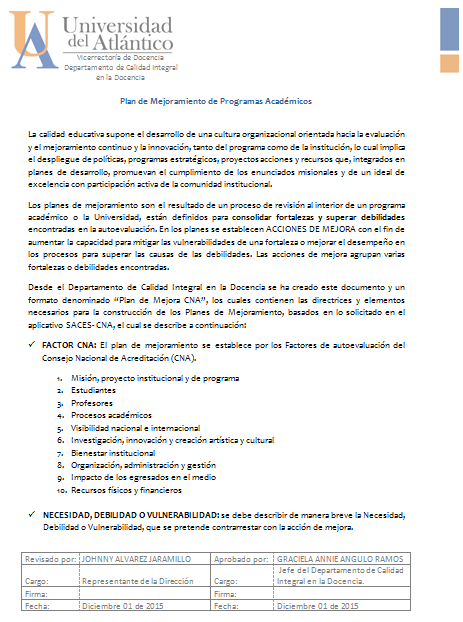 Universidad
del Atlántico
Vicerrectoría de Docencia
Departamento de Calidad Integral
en la Docencia
Plan de Mejoramiento de Programas Académicos
La calidad educativa supone el desarrollo de una cultura organizacional orientada hacia la evaluación
y el mejoramiento continuo y la innovación, tanto del programa como de la institución, lo cual implica
el despliegue de políticas, programas estratégicos, proyectos acciones y recursos que, integrados en
planes de desarrollo, promuevan el cumplimiento de los enunciados misionales y de un ideal de
excelencia con participación activa de la comunidad institucional.
Los planes de mejoramiento son el resultado de un proceso de revisión al interior de un programa
académico o la Universidad, están definidos para consolidar fortalezas y superar debilidades
encontradas en la autoevaluación. En los planes se establecen ACCIONES DE MEJORA con el fin de
aumentar la capacidad para mitigar las vulnerabilidades de una fortaleza o mejorar el desempeño en
los procesos para superar las causas de las debilidades. Las acciones de mejora agrupan varias
fortalezas o debilidades encontradas.
Desde el Departamento de Calidad Integral en la Docencia se ha creado este documento y un
formato denominado “Plan de Mejora CNA”, los cuales contienen las directrices y elementos
necesarios para la construcción de los Planes de Mejoramiento, basados en lo solicitado en el
aplicativo SACES- CNA, el cual se describe a continuación:
✓ FACTOR CNA: El plan de mejoramiento se establece por los Factores de autoevaluación del
Consejo Nacional de Acreditación (CNA).
1. Misión, proyecto institucional y de programa
2. Estudiantes
3. Profesores
4. Procesos académicos
5. Visibilidad nacional e internacional
6. Investigación, innovación y creación artística y cultural
7. Bienestar institucional
8. Organización, administración y gestión
9. Impacto de los egresados en el medio
10. Recursos físicos y financieros
✓ NECESIDAD, DEBILIDAD O VULNERABILIDAD: se debe describir de manera breve la Necesidad,
Debilidad o Vulnerabilidad, que se pretende contrarrestar con la acción de mejora.
Revisado por: JOHNNY ALVAREZ JARAMILLO Aprobado por: GRACIELA ANNIE ANGULO RAMOS
Cargo: Representante de la Dirección Cargo: Jefe del Departamento de Calidad
Integral en la Docencia.
Firma: Firma:
Fecha: Diciembre 01 de 2015 Fecha: Diciembre 01 de 2015